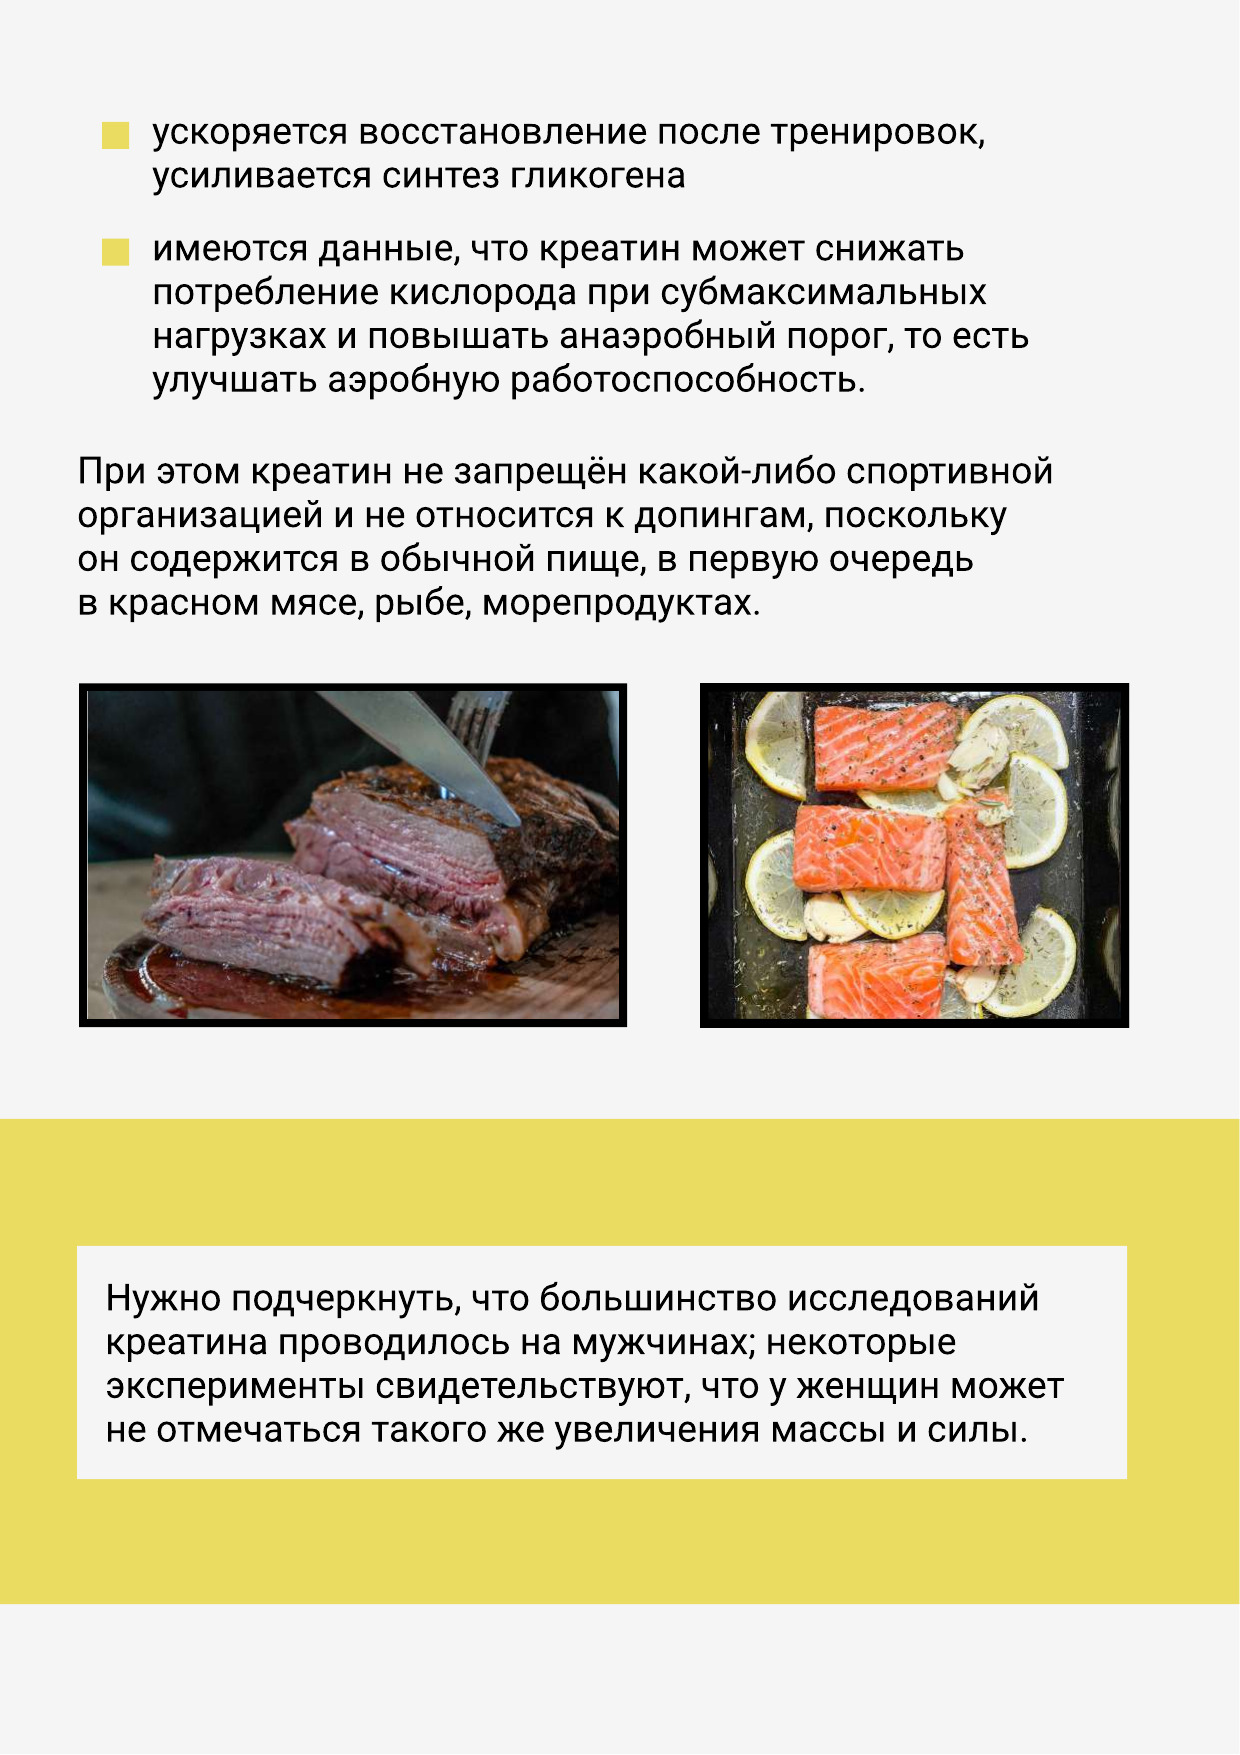 ускоряется восстановление после тренировок,
усиливается синтез гликогена
имеются данные, что креатин может снижать
потребление кислорода при субмаксимальных
нагрузках и повышать анаэробный порог, то есть
улучшать аэробную работоспособность.
При этом креатин не запрещён какой-либо спортивной
организацией и не относится к допингам, поскольку
он содержится в обычной пище, в первую очередь
в красном мясе, рыбе, морепродуктах.
Нужно подчеркнуть, что большинство исследований
креатина проводилось на мужчинах; некоторые
эксперименты свидетельствуют, что у женщин может
не отмечаться такого же увеличения массы и силы.